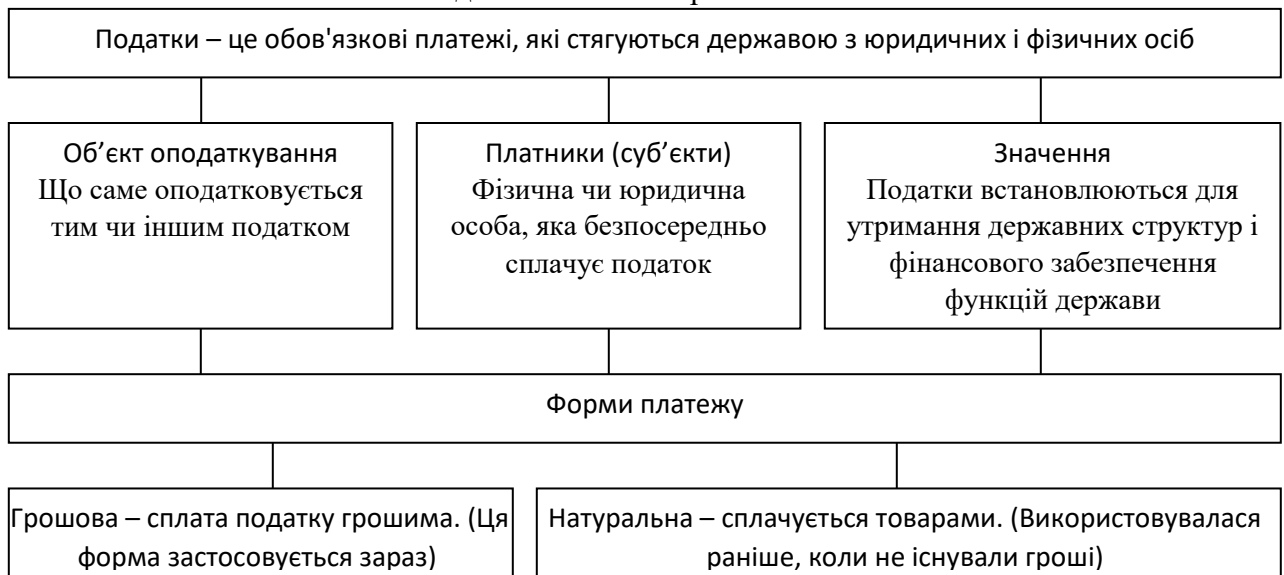 Податки – це обов'язкові платежі, які стягуються державою з юридичних і фізичних осіб
Об’єкт оподаткування
Що саме оподатковується
тим чи іншим податком
Платники (суб’єкти)
Фізична чи юридична
особа, яка безпосередньо
сплачує податок
Значення
Податки встановлюються для
утримання державних структур і
фінансового забезпечення
функцій держави
Форми платежу
Грошова – сплата податку грошима. (Ця
форма застосовується зараз)
Натуральна – сплачується товарами. (Використовувалася
раніше, коли не існували гроші)